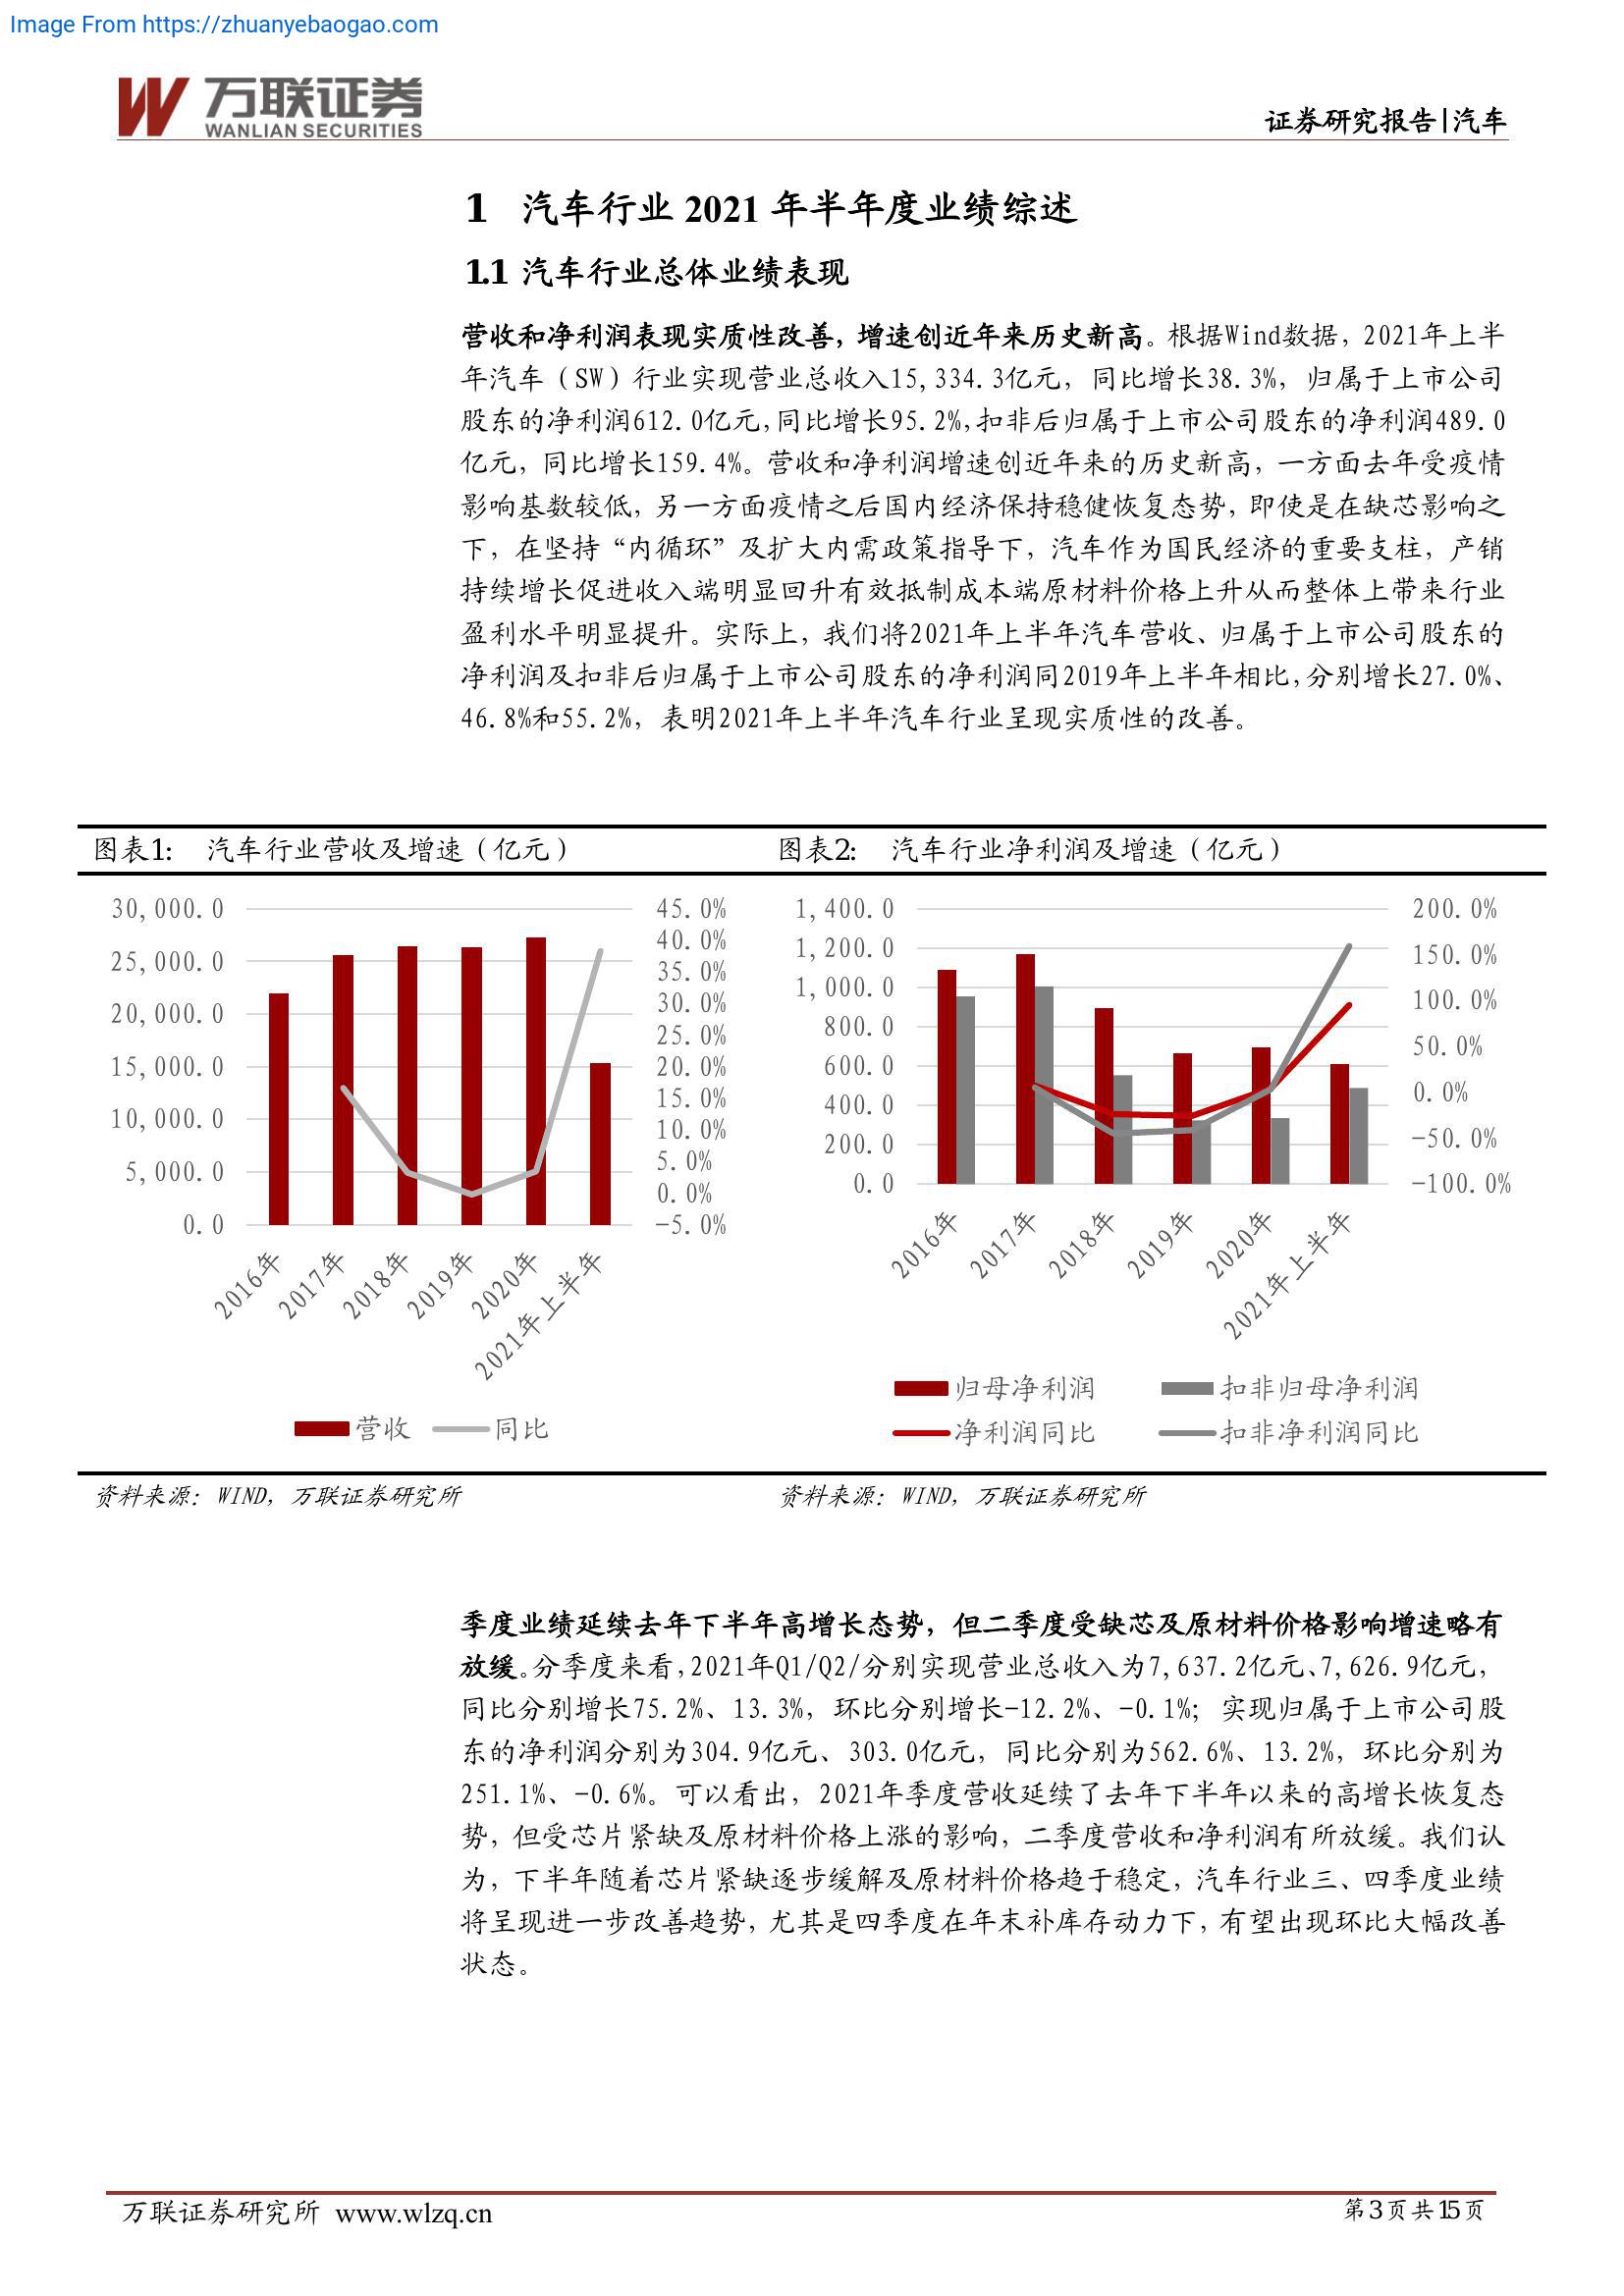 Image From https://zhuanyebaogao.com
万联证券
WANLIAN SECURITIES
证券研究报告|汽车
1 汽车行业 2021 年半年度业绩综述
1.1 汽车行业总体业绩表现
营收和净利润表现实质性改善，增速创近年来历史新高。根据Wind数据，2021年上半
年汽车（SW）行业实现营业总收入15,334.3亿元，同比增长38.3%，归属于上市公司
股东的净利润612.0亿元，同比增长95.2%，扣非后归属于上市公司股东的净利润489.0
亿元，同比增长159.4%。营收和净利润增速创近年来的历史新高，一方面去年受疫情
影响基数较低，另一方面疫情之后国内经济保持稳健恢复态势，即使是在缺芯影响之
下，在坚持“内循环”及扩大内需政策指导下，汽车作为国民经济的重要支柱，产销
持续增长促进收入端明显回升有效抵制成本端原材料价格上升从而整体上带来行业
盈利水平明显提升。实际上，我们将2021年上半年汽车营收、归属于上市公司股东的
净利润及扣非后归属于上市公司股东的净利润同2019年上半年相比，分别增长27.0%、
46.8%和55.2%，表明2021年上半年汽车行业呈现实质性的改善。
图表1: 汽车行业营收及增速（亿元）
30,000.0
25,000.0
20,000.0
15,000.0
10,000.0
5,000.0
0.0
45.0%
40.0%
35.0%
30.0%
25.0%
20.0%
15.0%
10.0%
5.0%
0.0%
-5.0%
2016年
2017年
2018年
2019年
2020年
2021年上半年
营收 同比
资料来源：WIND，万联证券研究所
图表2: 汽车行业净利润及增速（亿元）
1,400.0
1,200.0
1,000.0
800.0
600.0
400.0
200.0
0.0
200.0%
150.0%
100.0%
50.0%
0.0%
-50.0%
-100.0%
2016年
2017年
2018年
2019年
2020年
2021年上半年
归母净利润 扣非归母净利润
净利润同比 扣非净利润同比
资料来源：WIND，万联证券研究所
季度业绩延续去年下半年高增长态势，但二季度受缺芯及原材料价格影响增速略有
放缓。分季度来看，2021年Q1/Q2/分别实现营业总收入为7,637.2亿元、7,626.9亿元，
同比分别增长75.2%、13.3%，环比分别增长-12.2%、-0.1%；实现归属于上市公司股
东的净利润分别为304.9亿元、303.0亿元，同比分别为562.6%、13.2%，环比分别为
251.1%、-0.6%。可以看出，2021年季度营收延续了去年下半年以来的高增长恢复态
势，但受芯片紧缺及原材料价格上涨的影响，二季度营收和净利润有所放缓。我们认
为，下半年随着芯片紧缺逐步缓解及原材料价格趋于稳定，汽车行业三、四季度业绩
将呈现进一步改善趋势，尤其是四季度在年末补库存动力下，有望出现环比大幅改善
状态。
万联证券研究所 www.wlzq.cn
第3页共15页